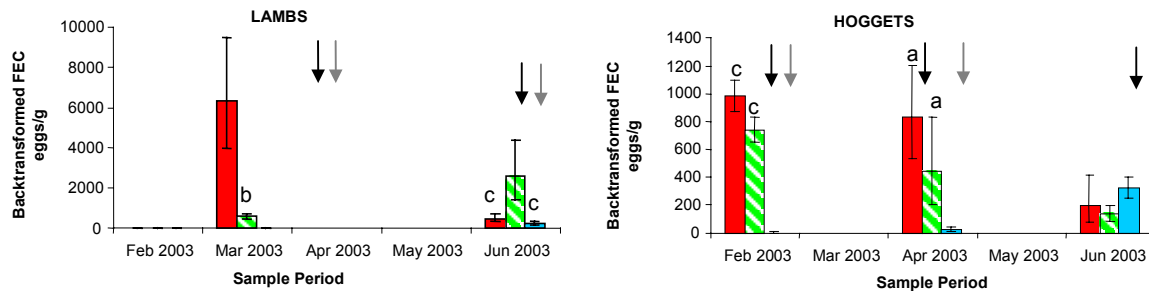 LAMBS
Backtransformed FEC
eggs/g
10000
8000
6000
4000
2000
0
b
c
c
Feb 2003 Mar 2003 Apr 2003 May 2003 Jun 2003
Sample Period
HOGGETS
Backtransformed FEC
eggs/g
1400
1200
1000
800
600
400
200
0
c
c
a
a
Feb 2003 Mar 2003 Apr 2003 May 2003 Jun 2003
Sample Period